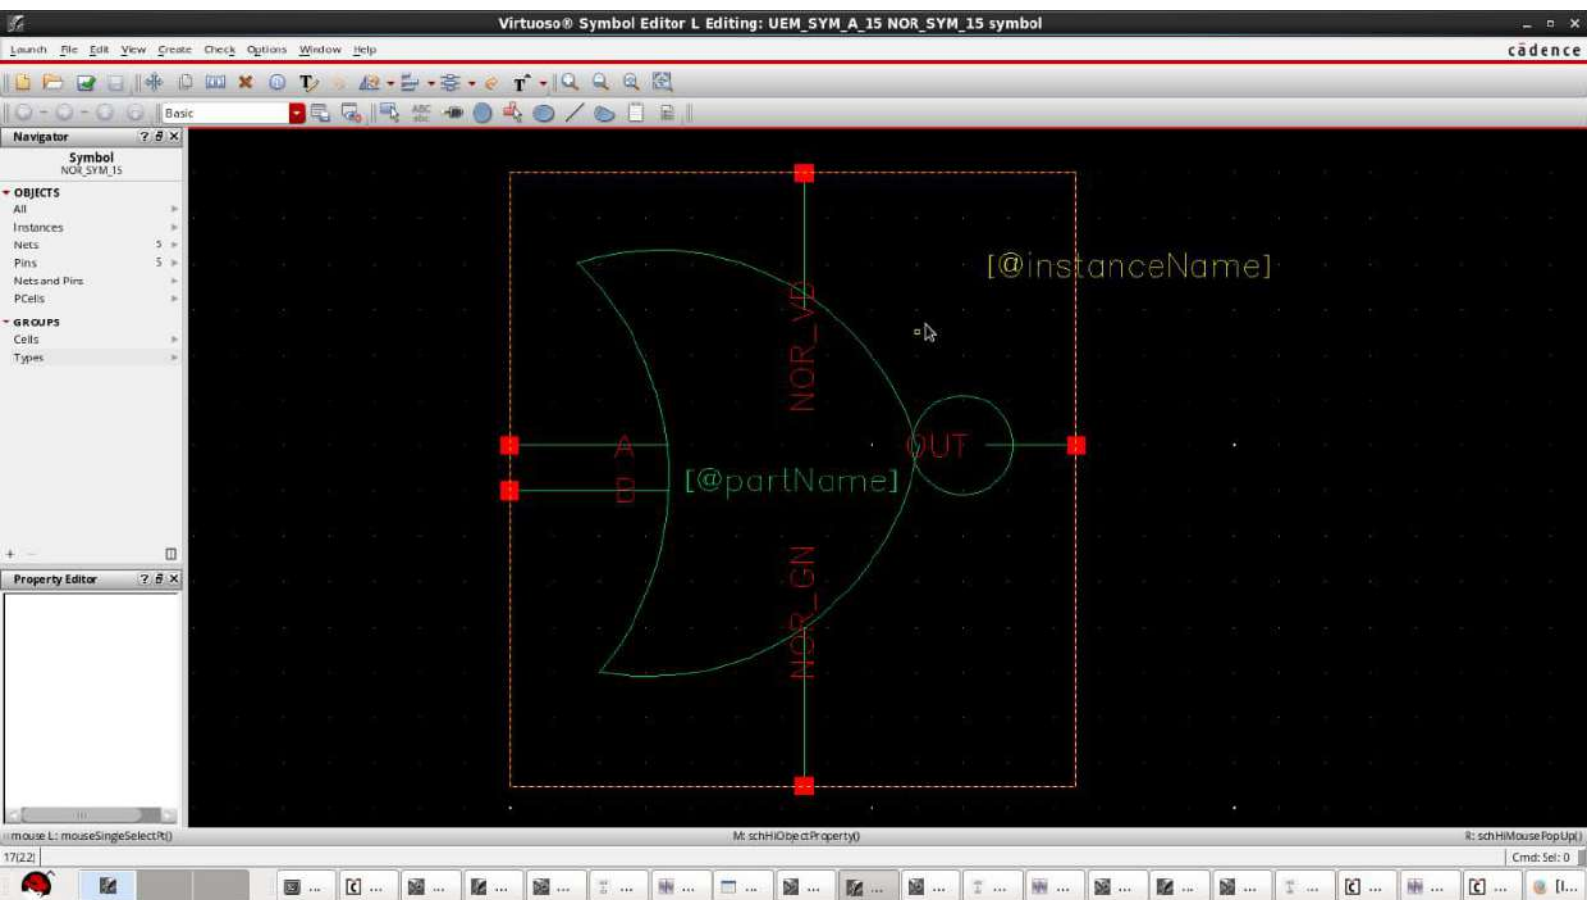 Virtuoso® Symbol Editor L Editing: UEM_SYM_A_15 NOR_SYM_15 symbol
Launch File Edit View Create Check Options Window Help
cādence
Basic
Navigator
Symbol
NOR_SYM_15
OBJECTS
All
Instances
Nets 5
Pins 5
Nets and Pins
PCells
GROUPS
Cells
Types
Property Editor
[@instanceName]
NOR_VD
A
OUT
[@partName]
B
NOR_GN
mouse L: mouseSingleSelectPt()
M: schHiObjectProperty()
R: schHiMousePopUp()
17(22)
Cmd: Sel: 0